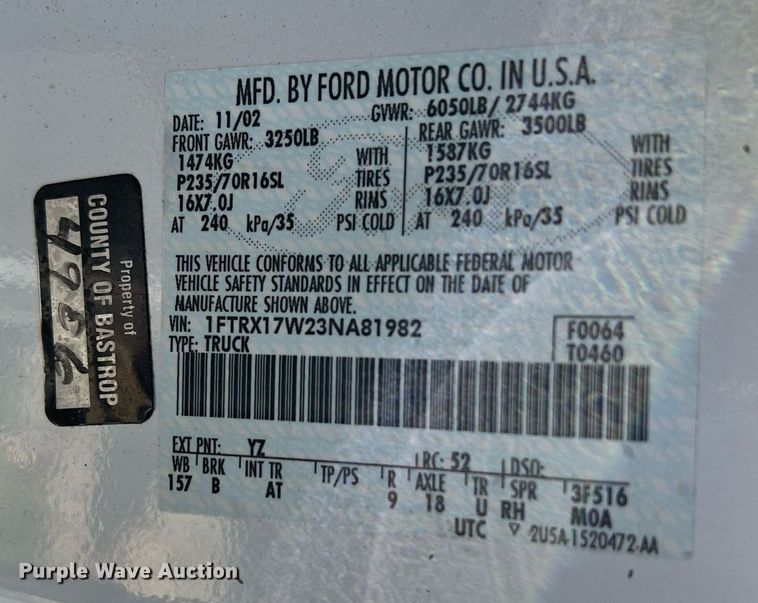 MFD. BY FORD MOTOR CO. IN U.S.A.
DATE: 11/02 GVWR: 6050LB/ 2744KG
FRONT GAWR: 3250LB REAR GAWR: 3500LB
1474KG WITH 1587KG WITH
P235/70R16SL TIRES P235/70R16SL TIRES
16X7.0J RIMS 16X7.0J RIMS
AT 240 kPa/35 PSI COLD AT 240 kPa/35 PSI COLD
THIS VEHICLE CONFORMS TO ALL APPLICABLE FEDERAL MOTOR
VEHICLE SAFETY STANDARDS IN EFFECT ON THE DATE OF
MANUFACTURE SHOWN ABOVE.
VIN: 1FTRX17W23NA81982 F0064
TYPE: TRUCK T0460
EXT PNT: YZ RC: 52 DSO:
WB BRK INT TR TP/PS R AXLE TR SPR 3F516
157 B AT 9 18 U RH MOA
UTC ▽ 2U5A-1520472-AA
Property of
COUNTY OF BASTROP
Purple Wave Auction